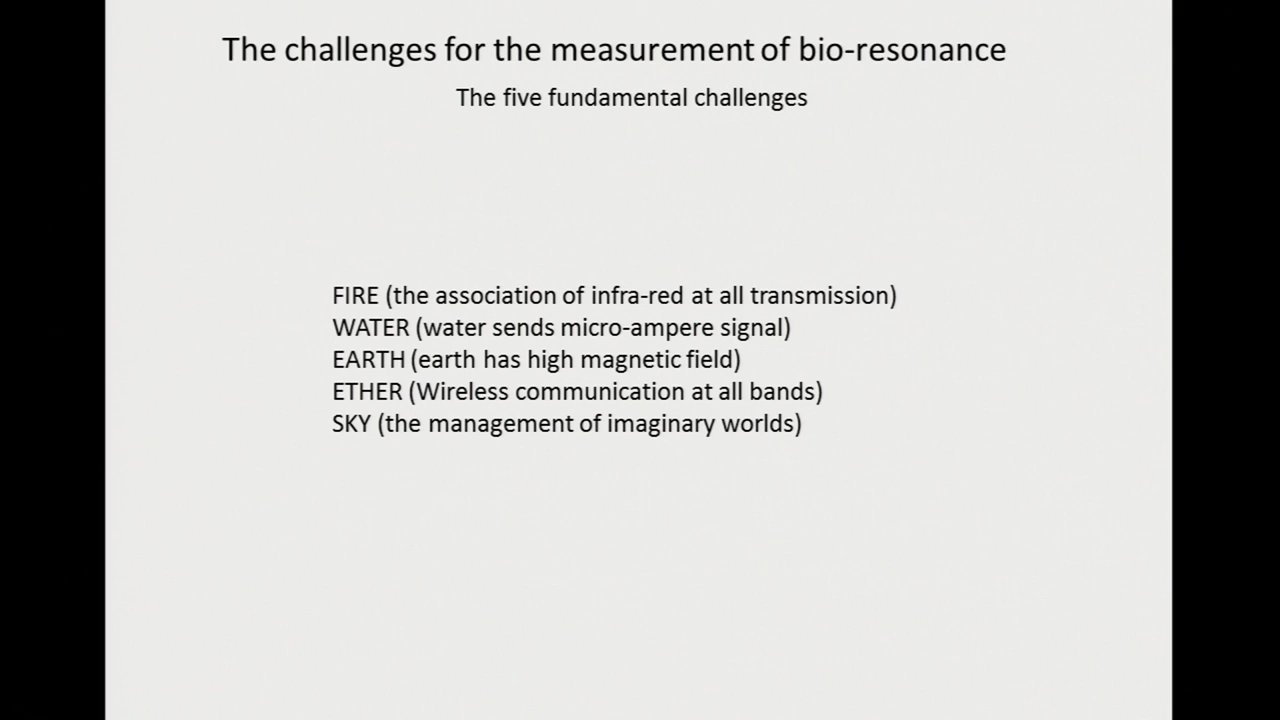 The challenges for the measurement of bio-resonance
The five fundamental challenges
FIRE (the association of infra-red at all transmission)
WATER (water sends micro-ampere signal)
EARTH (earth has high magnetic field)
ETHER (Wireless communication at all bands)
SKY (the management of imaginary worlds)